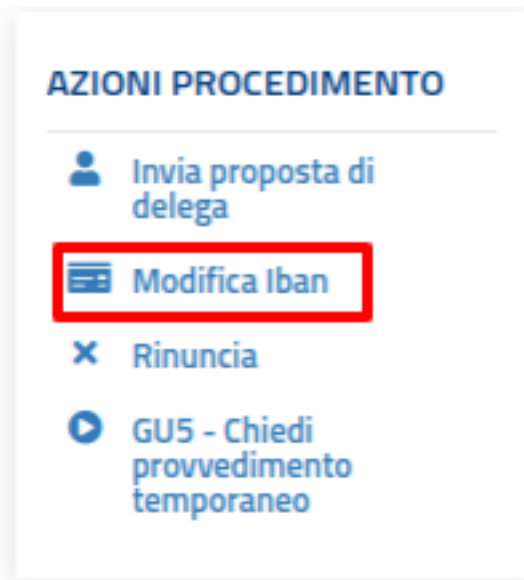 AZIONI PROCEDIMENTO
Invia proposta di
delega
Modifica Iban
Rinuncia
GU5 - Chiedi
provvedimento
temporaneo